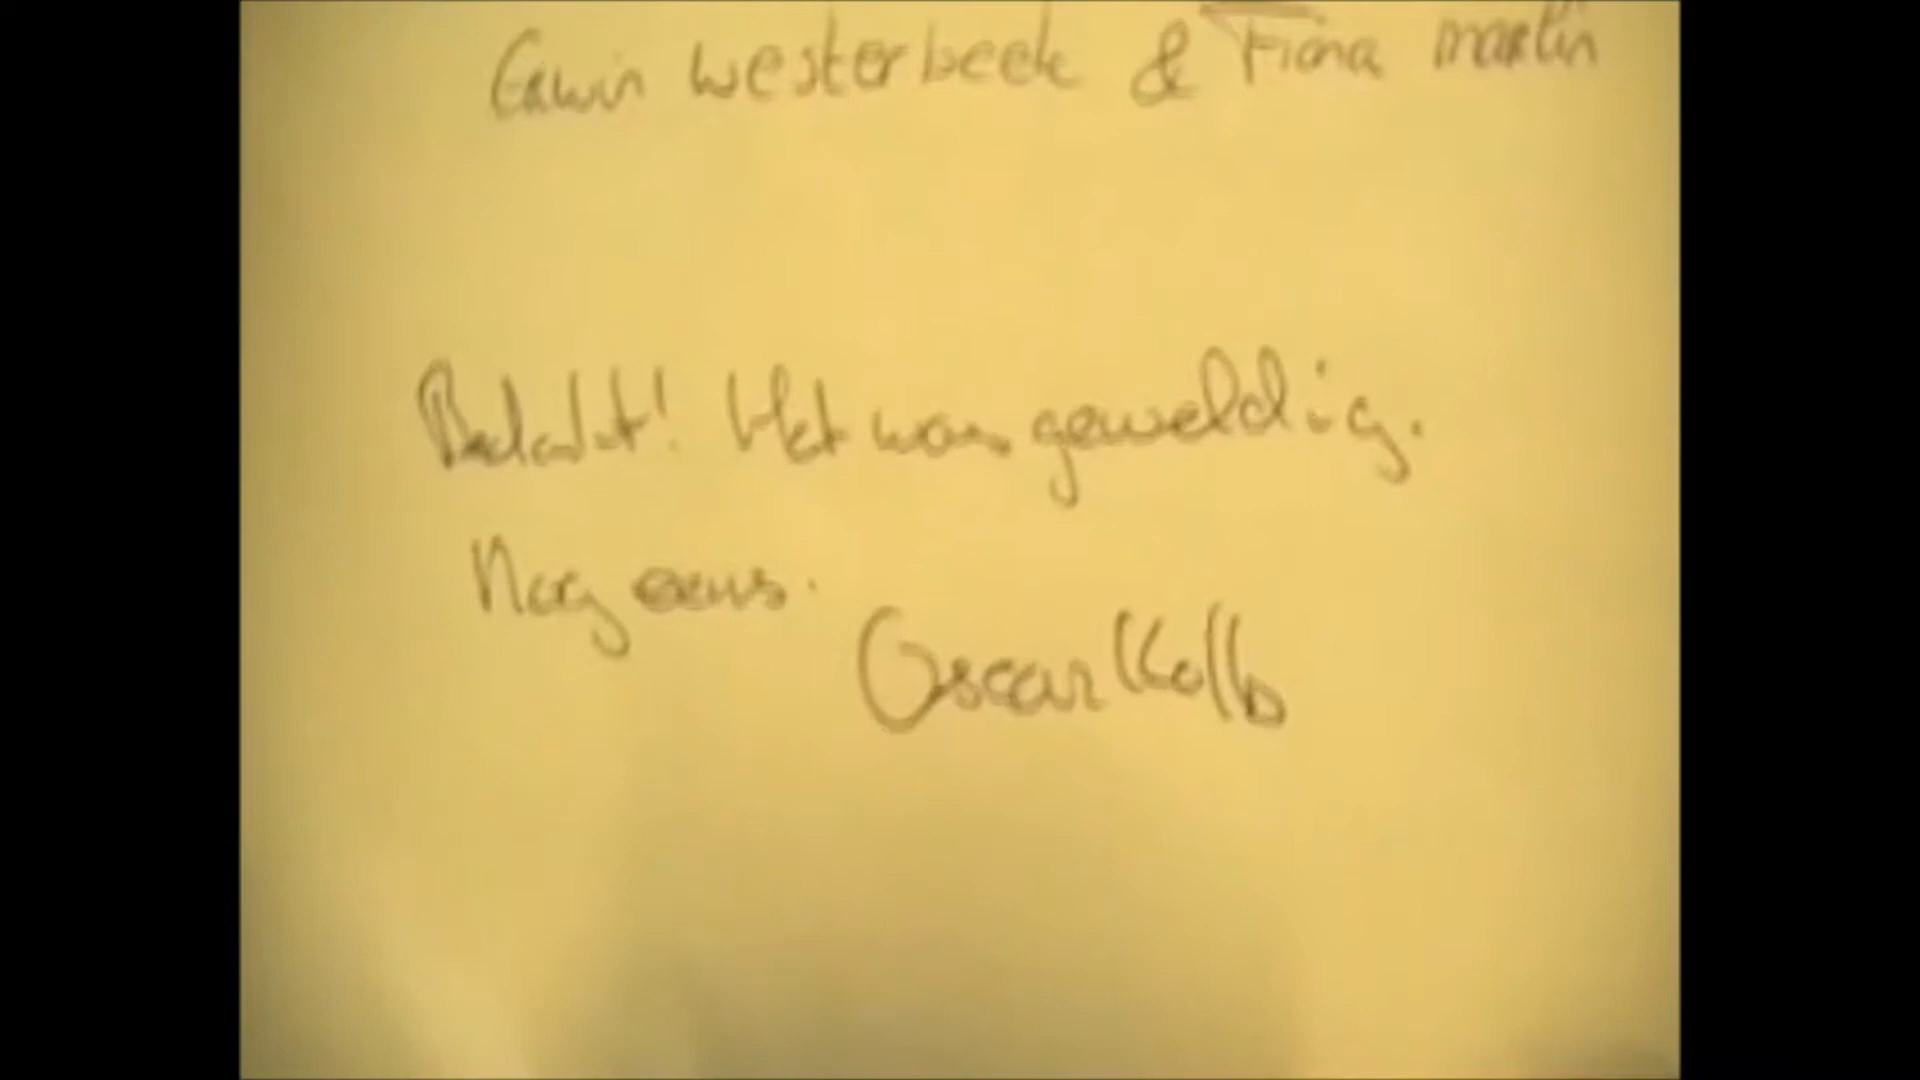 Erwin Westerbeek & Fiona Martin
Bedankt! Het was geweldig.
Nog eens.
Oscar Kolb